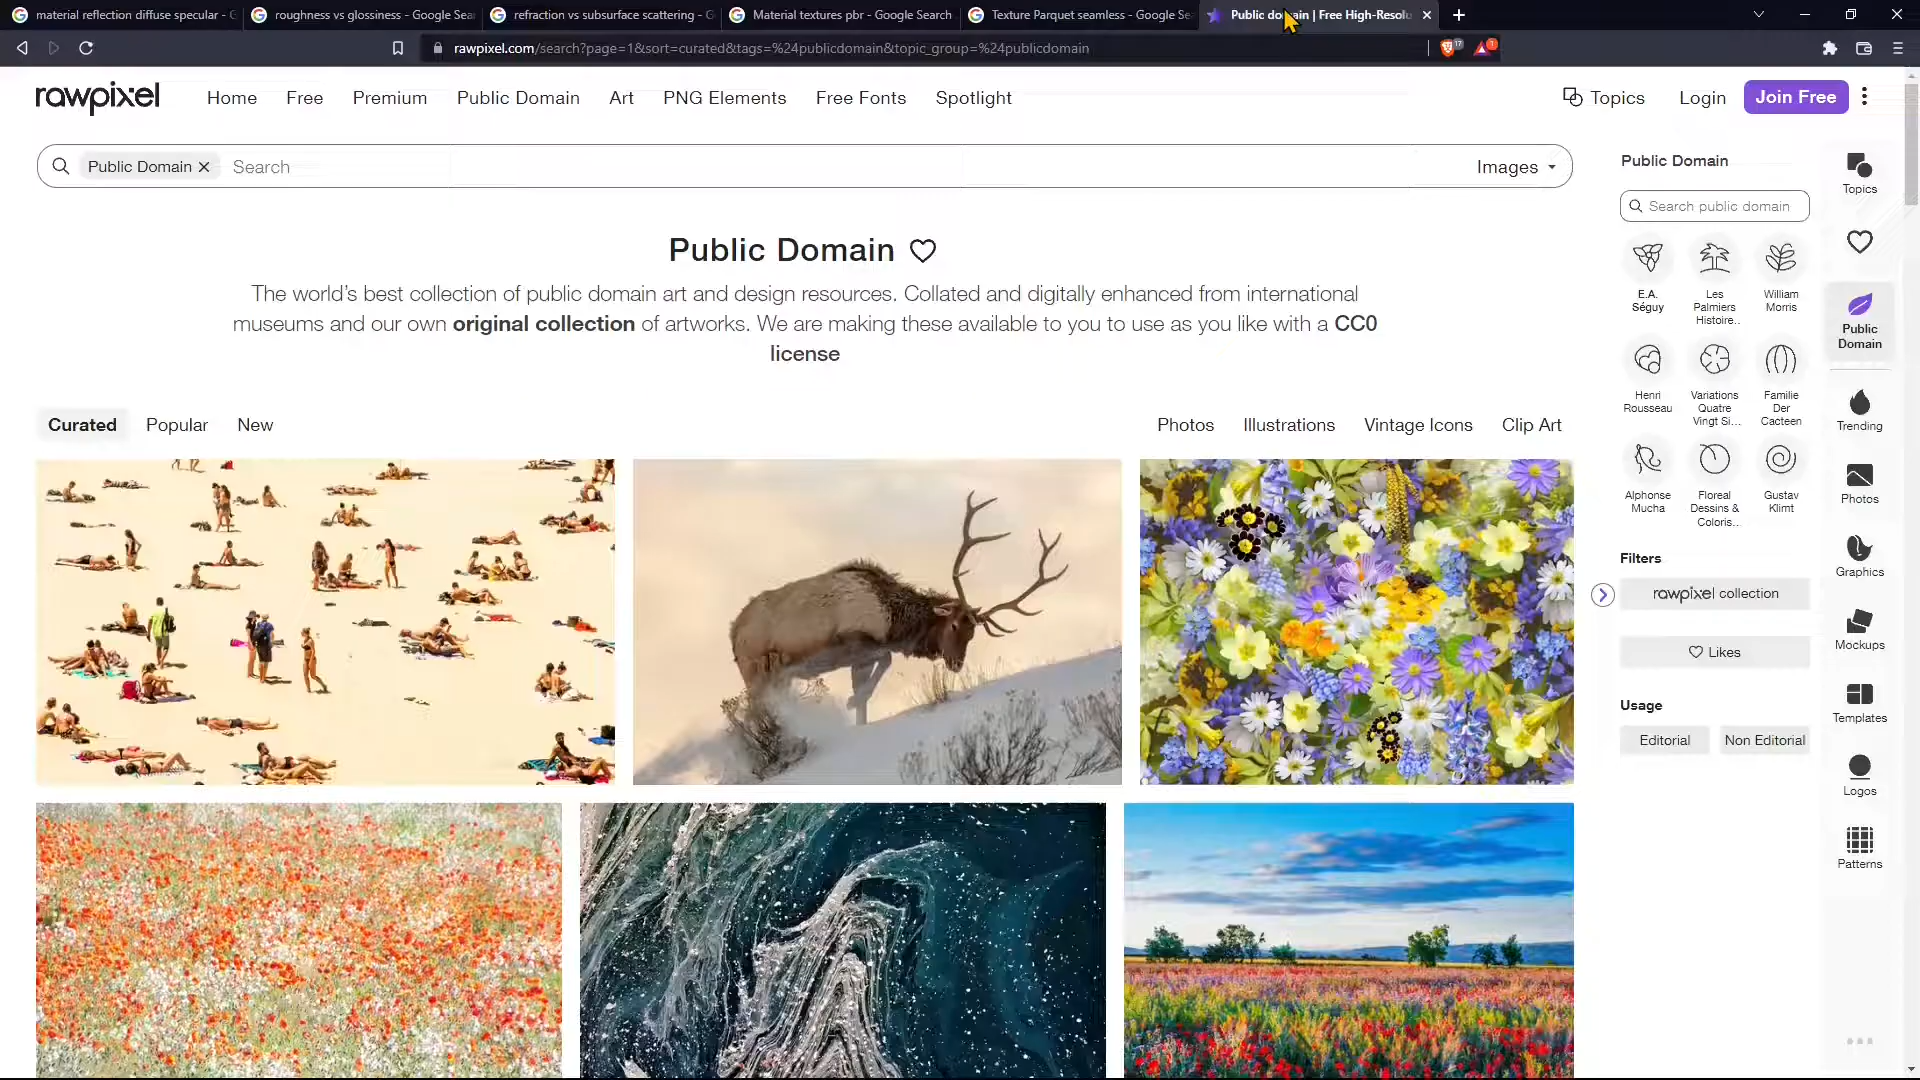 material reflection diffuse specular - G
roughness vs glossiness - Google Sea
refraction vs subsurface scattering - G
Material textures pbr - Google Search
Texture Parquet seamless - Google Se
Public domain | Free High-Resolu
rawpixel.com/search?page=1&sort=curated&tags=%24publicdomain&topic_group=%24publicdomain
17
1
rawpixel
Home
Free
Premium
Public Domain
Art
PNG Elements
Free Fonts
Spotlight
Topics
Login
Join Free
Public Domain
Search
Images
Public Domain
The world's best collection of public domain art and design resources. Collated and digitally enhanced from international
museums and our own original collection of artworks. We are making these available to you to use as you like with a CC0
license
Curated
Popular
New
Photos
Illustrations
Vintage Icons
Clip Art
Public Domain
Search public domain
E.A.
Séguy
Les
Palmiers
Histoire..
William
Morris
Henri
Rousseau
Variations
Quatre
Vingt Si...
Familie
Der
Cacteen
Alphonse
Mucha
Floreal
Dessins &
Coloris...
Gustav
Klimt
Filters
rawpixel collection
Likes
Usage
Editorial
Non Editorial
Topics
Public
Domain
Trending
Photos
Graphics
Mockups
Templates
Logos
Patterns